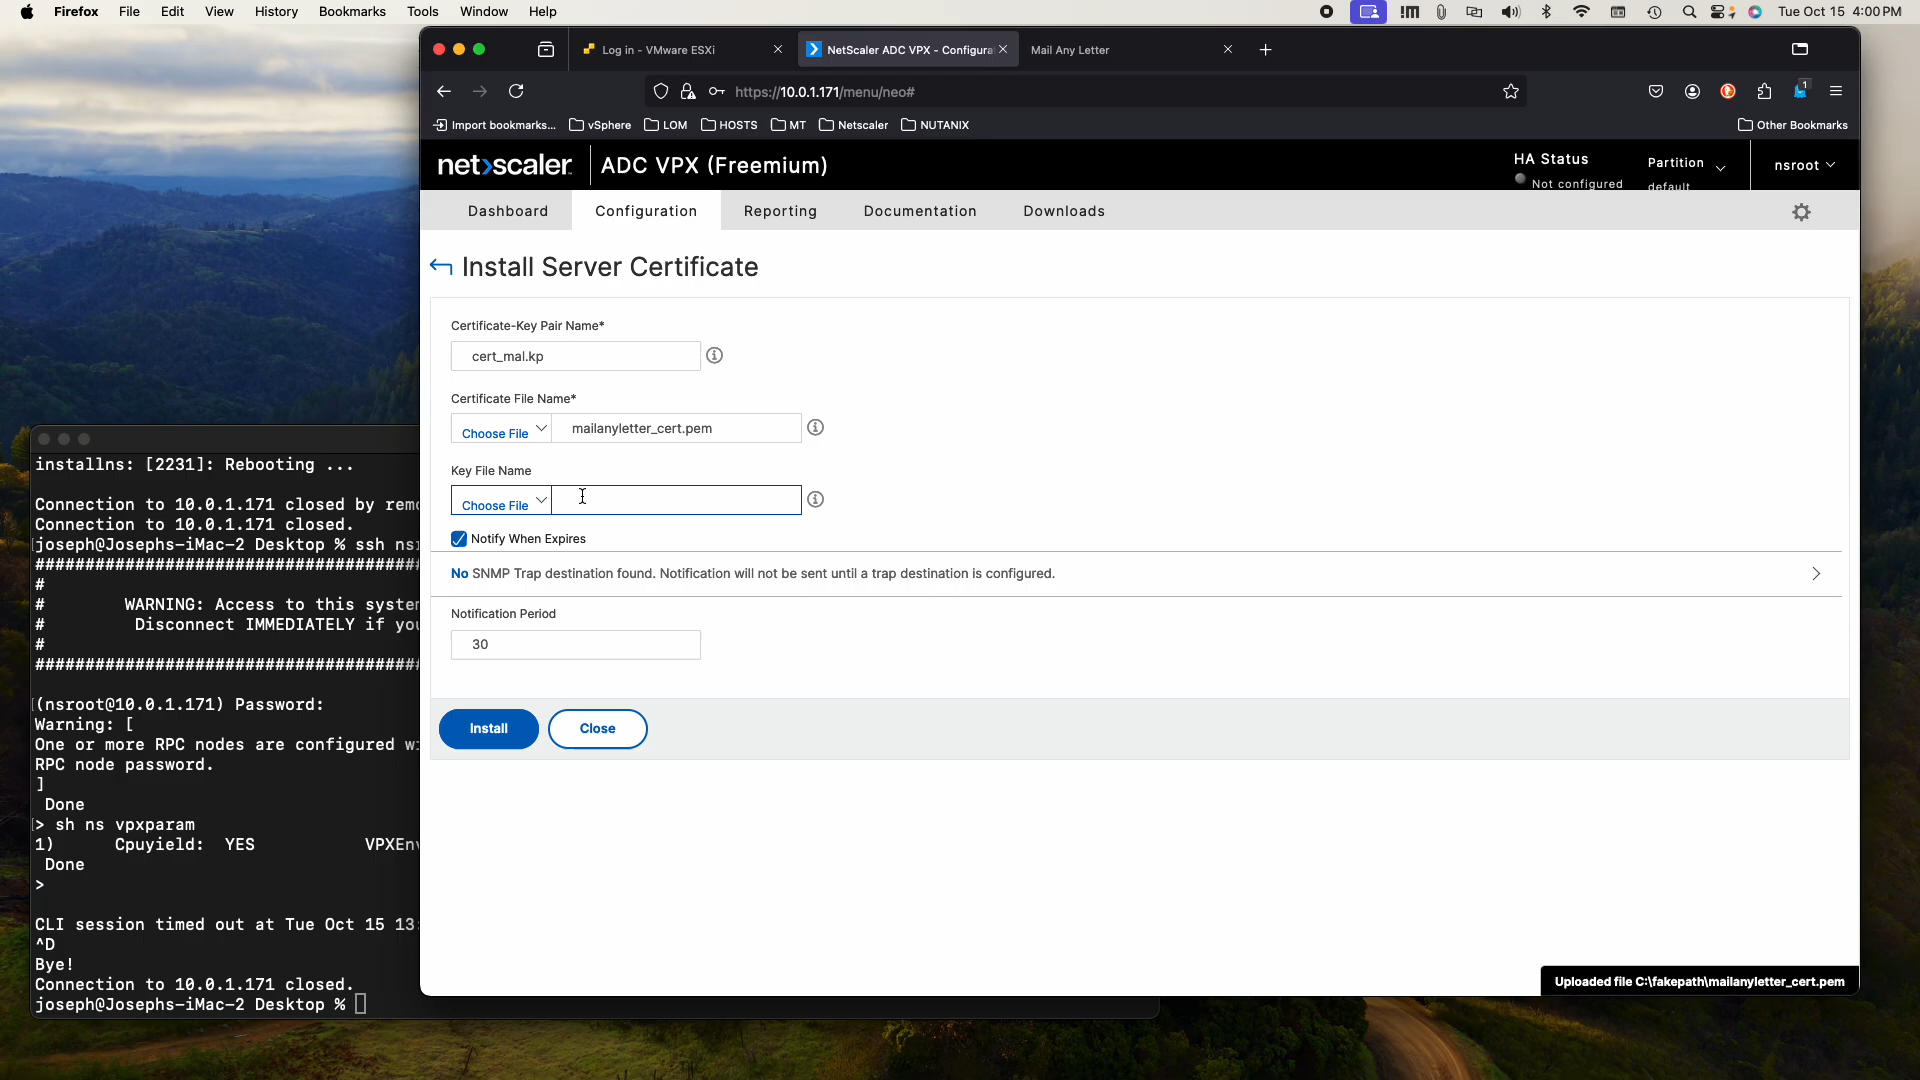 Firefox File Edit View History Bookmarks Tools Window Help
Tue Oct 15 4:00 PM
Log in - VMware ESXi
NetScaler ADC VPX - Configura
Mail Any Letter
https://10.0.1.171/menu/neo#
1
Import bookmarks... vSphere LOM HOSTS MT Netscaler NUTANIX Other Bookmarks
netscaler ADC VPX (Freemium)
HA Status
Not configured
Partition
default
nsroot
Dashboard Configuration Reporting Documentation Downloads
Install Server Certificate
Certificate-Key Pair Name*
cert_mal.kp
Certificate File Name*
Choose File mailanyletter_cert.pem
Key File Name
Choose File
Notify When Expires
No SNMP Trap destination found. Notification will not be sent until a trap destination is configured.
Notification Period
30
Install Close
Uploaded file C:\fakepath\mailanyletter_cert.pem
installns: [2231]: Rebooting ...
Connection to 10.0.1.171 closed by rem
Connection to 10.0.1.171 closed.
joseph@Josephs-iMac-2 Desktop % ssh nsr
#######################################
#
# WARNING: Access to this system
# Disconnect IMMEDIATELY if you
#
#######################################
(nsroot@10.0.1.171) Password:
Warning: [
One or more RPC nodes are configured w
RPC node password.
]
Done
> sh ns vpxparam
1) Cpuyield: YES VPXEnv
Done
>
CLI session timed out at Tue Oct 15 13:
^D
Bye!
Connection to 10.0.1.171 closed.
joseph@Josephs-iMac-2 Desktop %